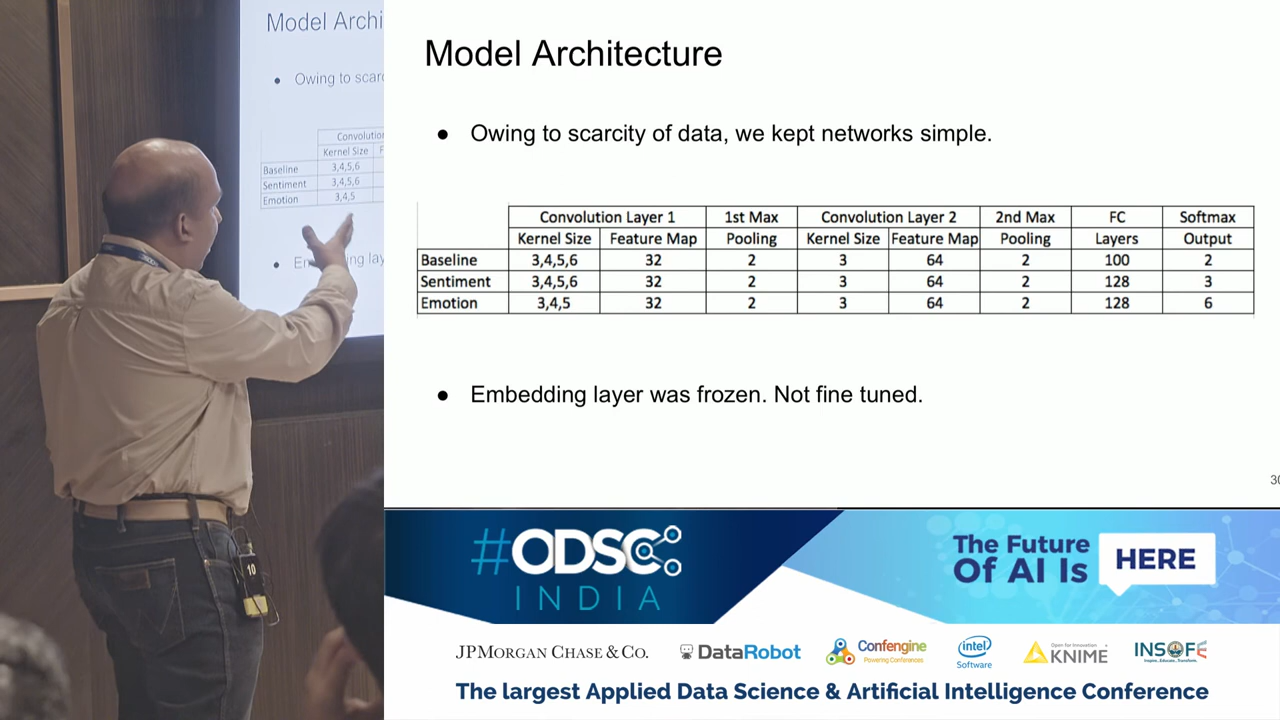 Model Archi
Owing to scarc
Convolution
Kernel Size
Baseline 3,4,5,6
Sentiment 3,4,5,6
Emotion 3,4,5
10
Model Architecture
Owing to scarcity of data, we kept networks simple.
Convolution Layer 1 1st Max Convolution Layer 2 2nd Max FC Softmax
Kernel Size Feature Map Pooling Kernel Size Feature Map Pooling Layers Output
Baseline 3,4,5,6 32 2 3 64 2 100 2
Sentiment 3,4,5,6 32 2 3 64 2 128 3
Emotion 3,4,5 32 2 3 64 2 128 6
Embedding layer was frozen. Not fine tuned.
30
#ODSC
INDIA
The Future
Of AI Is HERE
JPMORGAN CHASE & CO. DataRobot Confengine Powering Conferences intel Software Open for Innovation KNIME INSOFE
The largest Applied Data Science & Artificial Intelligence Conference